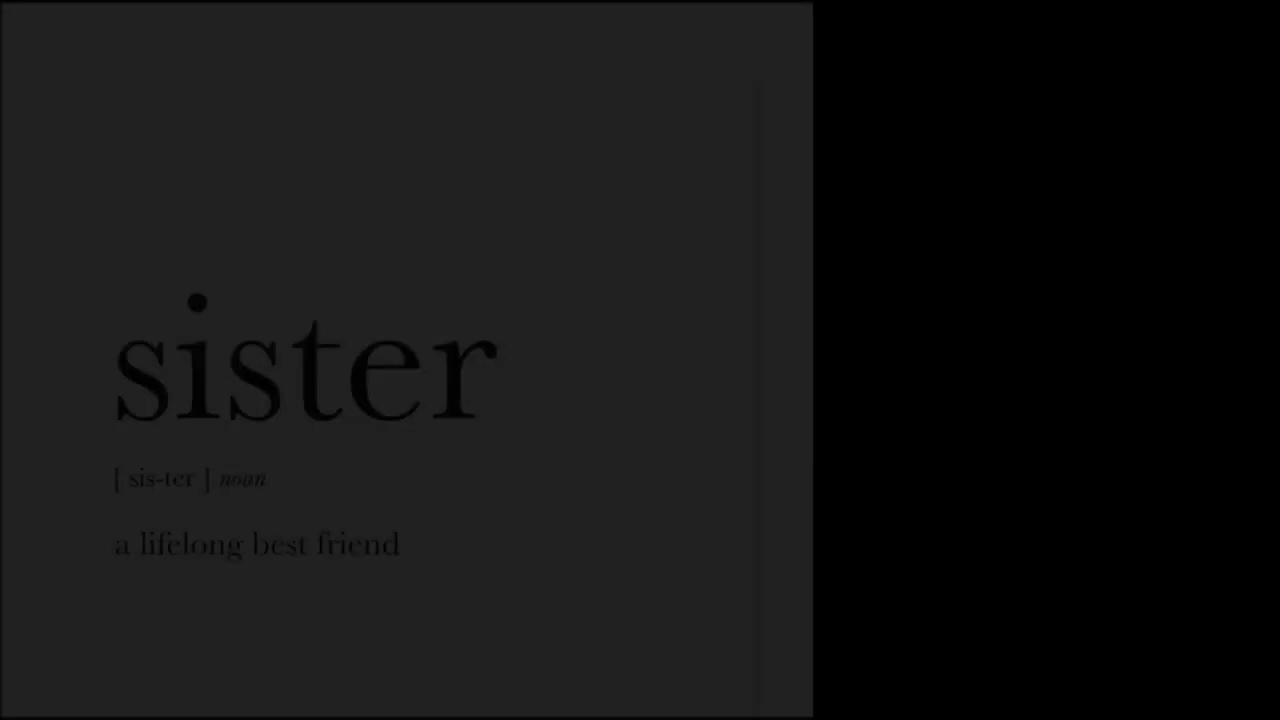 sister
[ sis-ter ] noun
a lifelong best friend